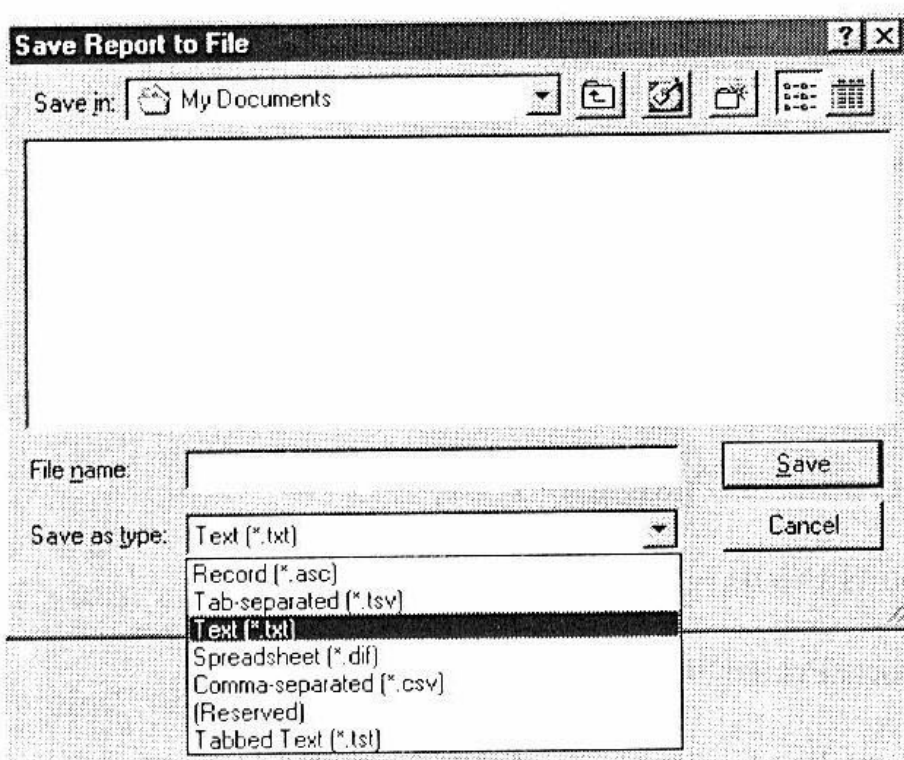 Save Report to File
Save in: My Documents
File name:
Save
Save as type: Text (*.txt)
Cancel
Record (*.asc)
Tab-separated (*.tsv)
Text (*.txt)
Spreadsheet (*.dif)
Comma-separated (*.csv)
(Reserved)
Tabbed Text (*.tst)